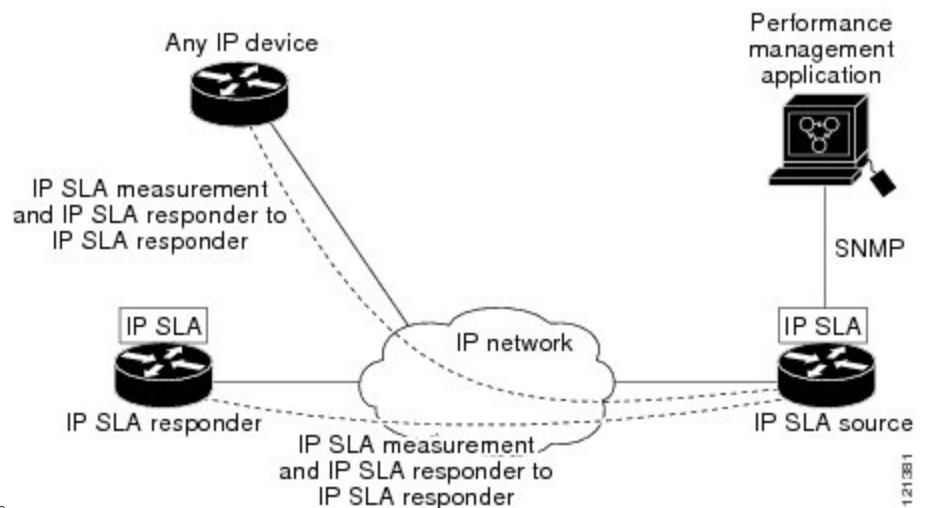 Any IP device
Performance
management
application
IP SLA measurement
and IP SLA responder to
IP SLA responder
SNMP
IP SLA
IP network
IP SLA
IP SLA responder
IP SLA source
IP SLA measurement
and IP SLA responder to
IP SLA responder
121381